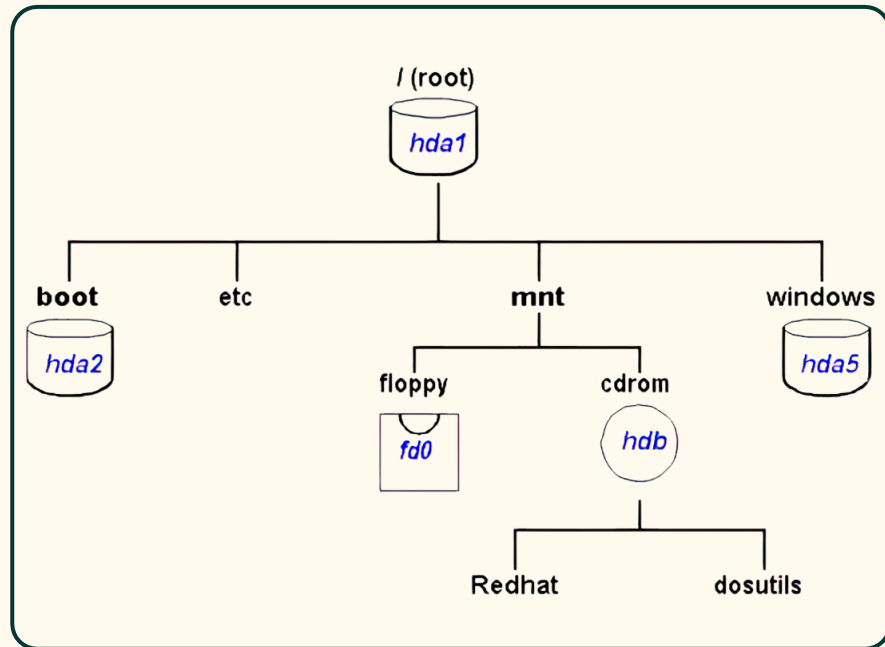 / (root)
hda1
boot
etc
mnt
windows
hda2
hda5
floppy
cdrom
fd0
hdb
Redhat
dosutils